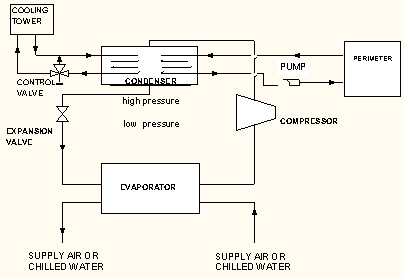 COOLING
TOWER
PERIMETER
PUMP
CONDENSER
CONTROL
VALVE
high pressure
low pressure
COMPRESSOR
EXPANSION
VALVE
EVAPORATOR
SUPPLY AIR OR
CHILLED WATER
SUPPLY AIR OR
CHILLED WATER